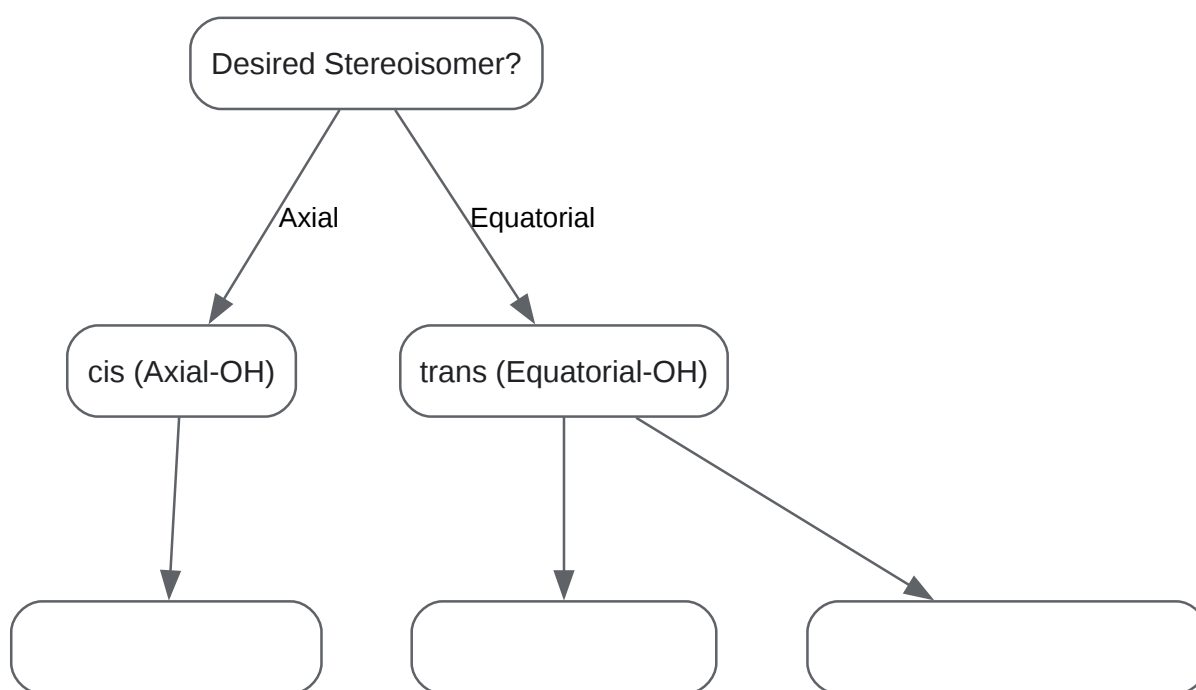 Desired Stereoisomer?
Axial
Equatorial
cis (Axial-OH)
trans (Equatorial-OH)